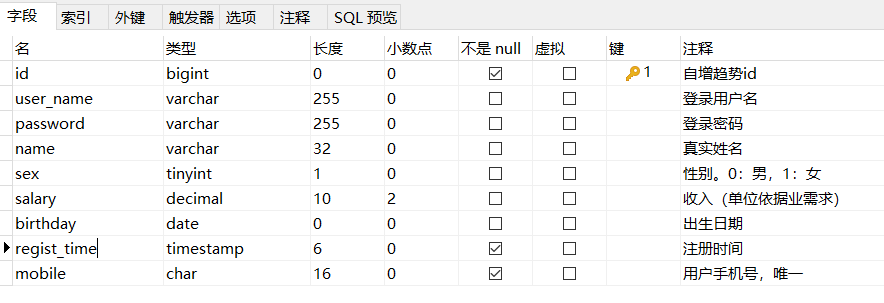 字段 索引 外键 触发器 选项 注释 SQL 预览
名 类型 长度 小数点 不是 null 虚拟 键 注释
id bigint 0 0 1 自增趋势id
user_name varchar 255 0 登录用户名
password varchar 255 0 登录密码
name varchar 32 0 真实姓名
sex tinyint 1 0 性别。0：男，1：女
salary decimal 10 2 收入（单位依据业需求）
birthday date 0 0 出生日期
regist_time timestamp 6 0 注册时间
mobile char 16 0 用户手机号，唯一